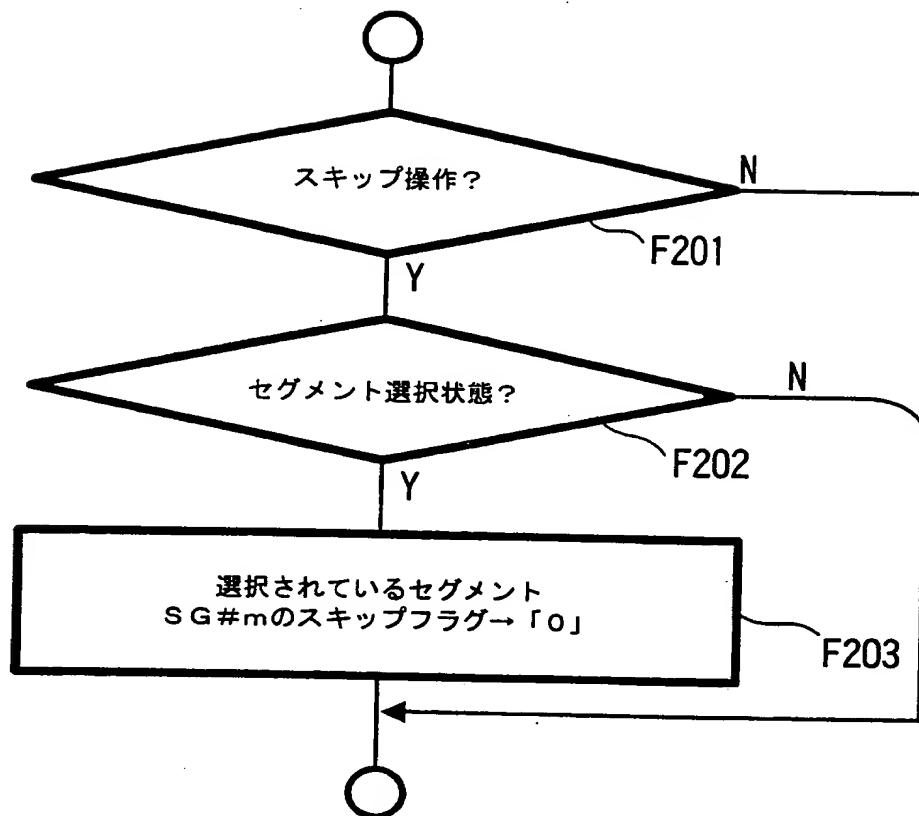 スキップ操作？
N
F201
Y
セグメント選択状態？
N
F202
Y
選択されているセグメント
ＳＧ＃ｍのスキップフラグ→「０」
F203